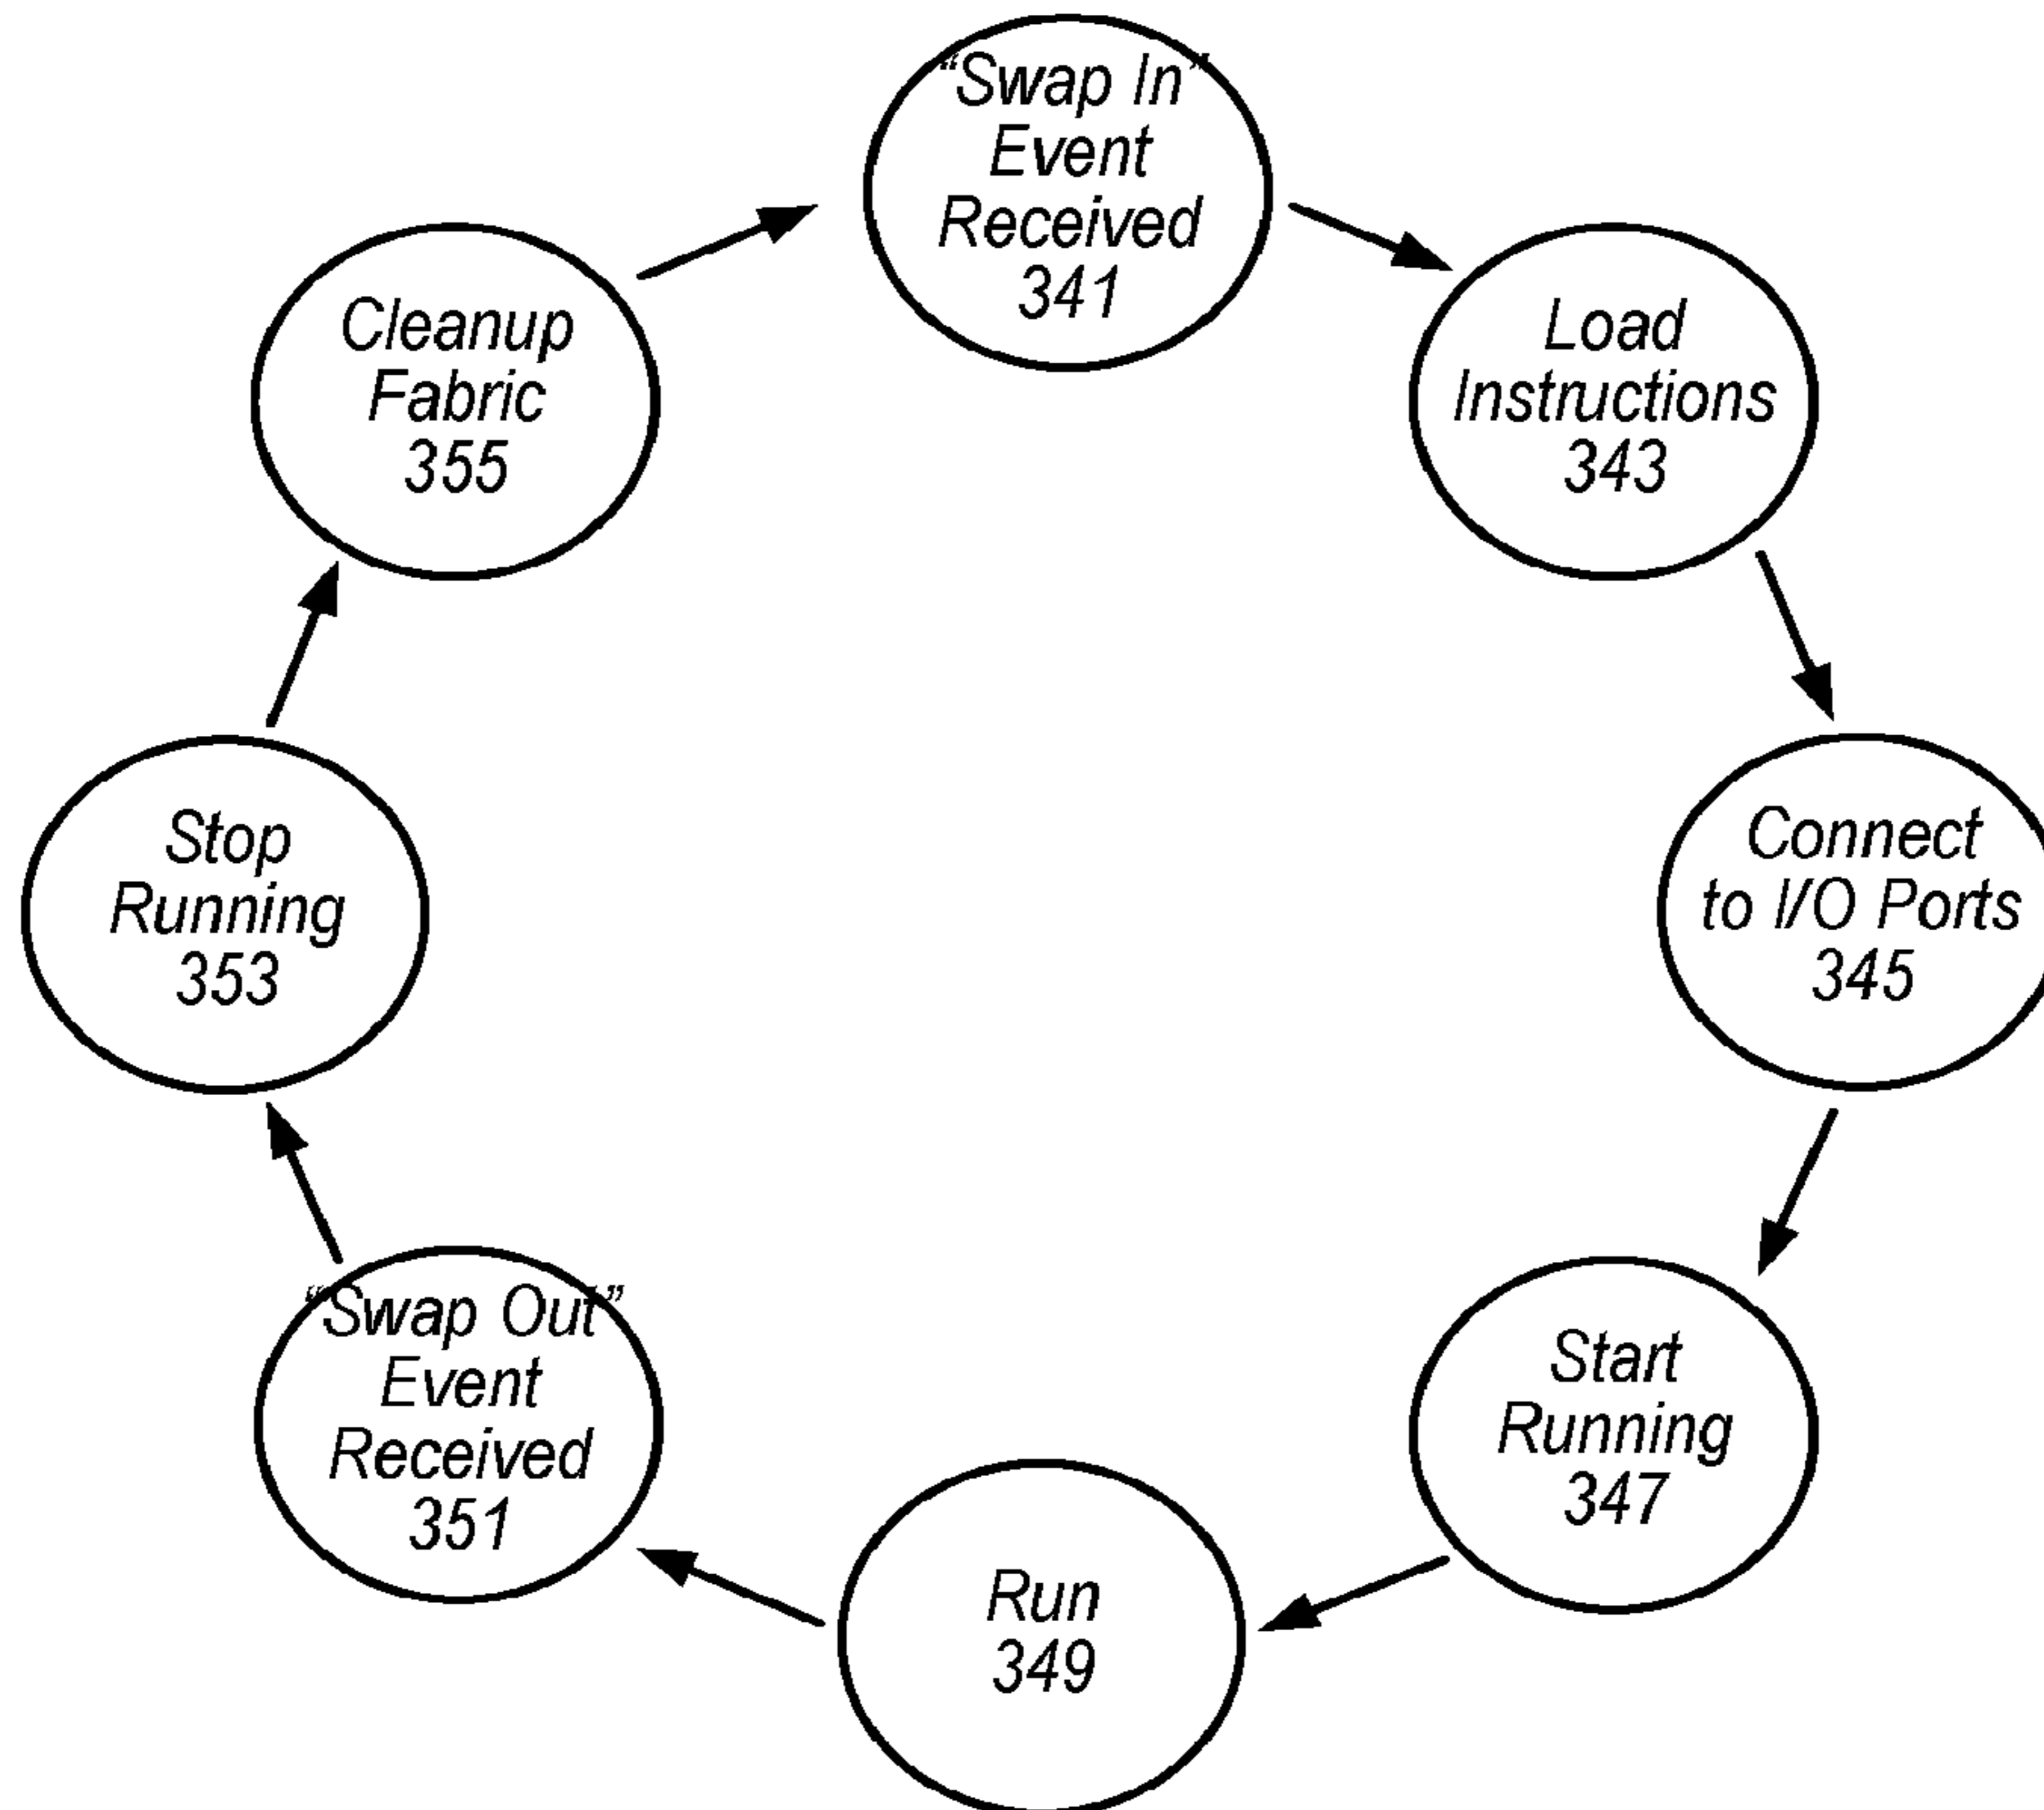 “Swap In”
Event
Received
341
Load
Instructions
343
Connect
to I/O Ports
345
Start
Running
347
Run
349
“Swap Out”
Event
Received
351
Stop
Running
353
Cleanup
Fabric
355